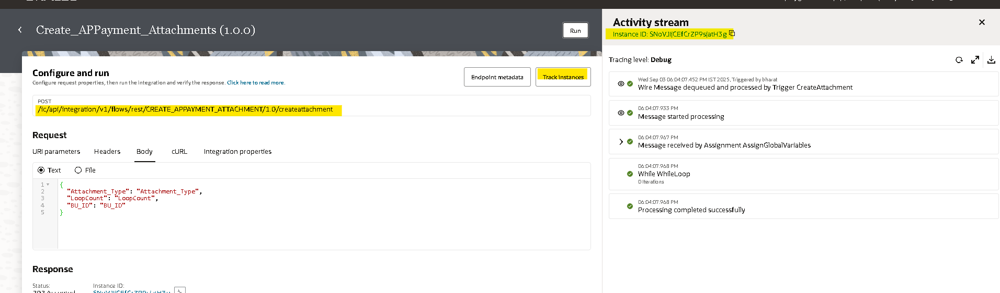 Create_APPayment_Attachments (1.0.0)
Run
Configure and run
Configure request properties, then run the integration and verify the response. Click here to read more.
Endpoint metadata
Track instances
POST
/ic/api/integration/v1/flows/rest/CREATE_APPAYMENT_ATTACHMENT/1.0/createattachment
Request
URI parameters
Headers
Body
cURL
Integration properties
Text
File
1
{
2
"Attachment_Type": "Attachment_Type",
3
"LoopCount": "LoopCount",
4
"BU_ID": "BU_ID"
5
}
Response
Status:
Instance ID:
202 Accepted
Activity stream
Instance ID:
Tracing level: Debug
Wed Sep 03 06:04:07.452 PM IST 2025, Triggered by bharat
Wire Message dequeued and processed by Trigger CreateAttachment
06:04:07.933 PM
Message started processing
06:04:07.967 PM
Message received by Assignment AssignGlobalVariables
06:04:07.968 PM
While WhileLoop
0 Iterations
06:04:07.968 PM
Processing completed successfully